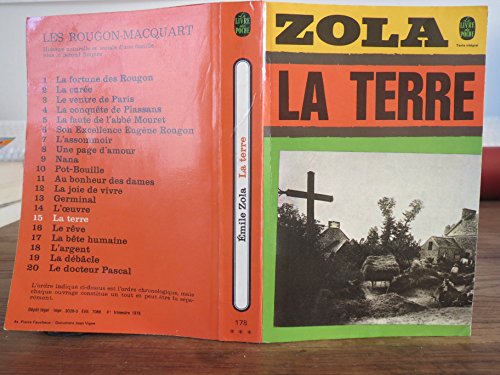 LES ROUGON-MACQUART
Histoire naturelle et sociale d'une famille
sous le Second Empire
1 La fortune des Rougon
2 La curée
3 Le ventre de Paris
4 La conquête de Plassans
5 La faute de l'abbé Mouret
6 Son Excellence Eugène Rougon
7 L'assommoir
8 Une page d'amour
9 Nana
10 Pot-Bouille
11 Au bonheur des dames
12 La joie de vivre
13 Germinal
14 L'œuvre
15 La terre
16 Le rêve
17 La bête humaine
18 L'argent
19 La débâcle
20 Le docteur Pascal
L'ordre indiqué ci-dessus est l'ordre chronologique, mais
chaque ouvrage constitue un tout et peut être lu sépa-
rément.
Émile Zola La terre
178
***
ZOLA
LE LIVRE
DE
POCHE
Texte intégral
LA TERRE